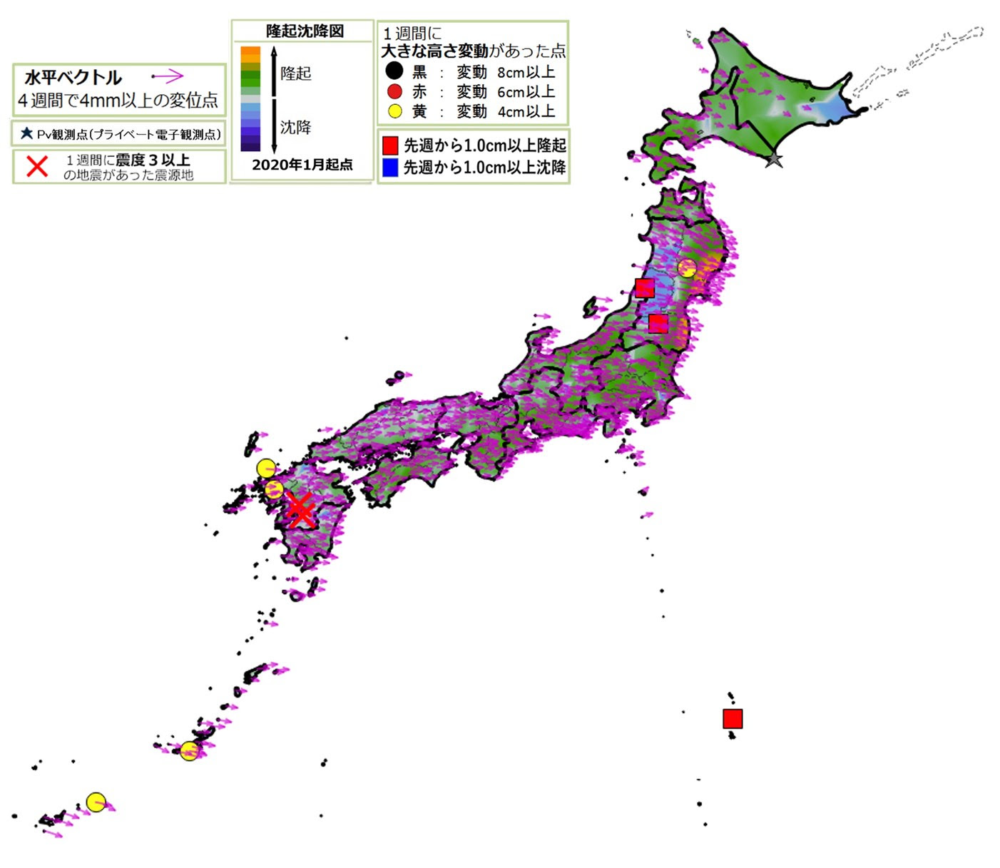 水平ベクトル
４週間で4mm以上の変位点
Pv観測点(プライベート電子観測点)
１週間に震度３以上
の地震があった震源地
隆起沈降図
隆起
沈降
2020年1月起点
１週間に
大きな高さ変動があった点
黒 ： 変動 8cm以上
赤 ： 変動 6cm以上
黄 ： 変動 4cm以上
先週から1.0cm以上隆起
先週から1.0cm以上沈降